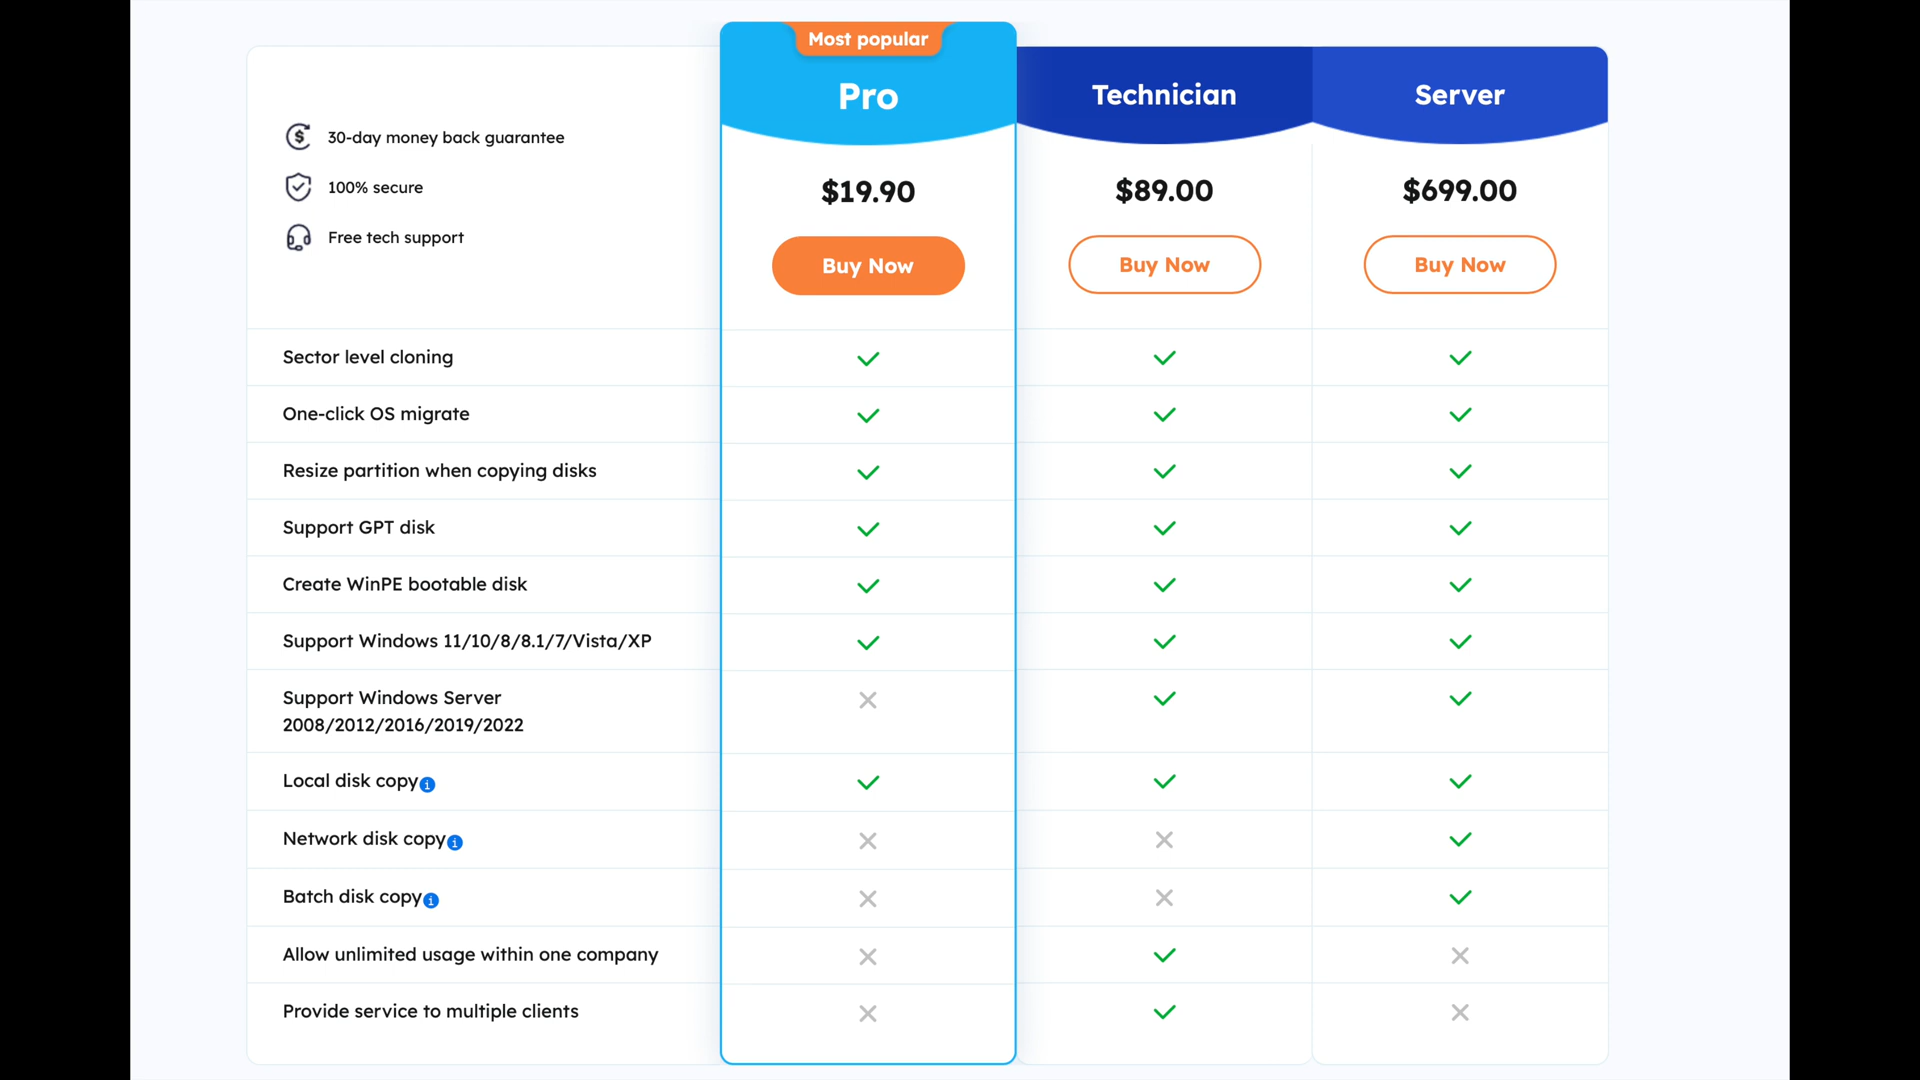 Most popular
Pro
Technician
Server
30-day money back guarantee
100% secure
Free tech support
$19.90
$89.00
$699.00
Buy Now
Buy Now
Buy Now
Sector level cloning
One-click OS migrate
Resize partition when copying disks
Support GPT disk
Create WinPE bootable disk
Support Windows 11/10/8/8.1/7/Vista/XP
Support Windows Server
2008/2012/2016/2019/2022
Local disk copy
Network disk copy
Batch disk copy
Allow unlimited usage within one company
Provide service to multiple clients